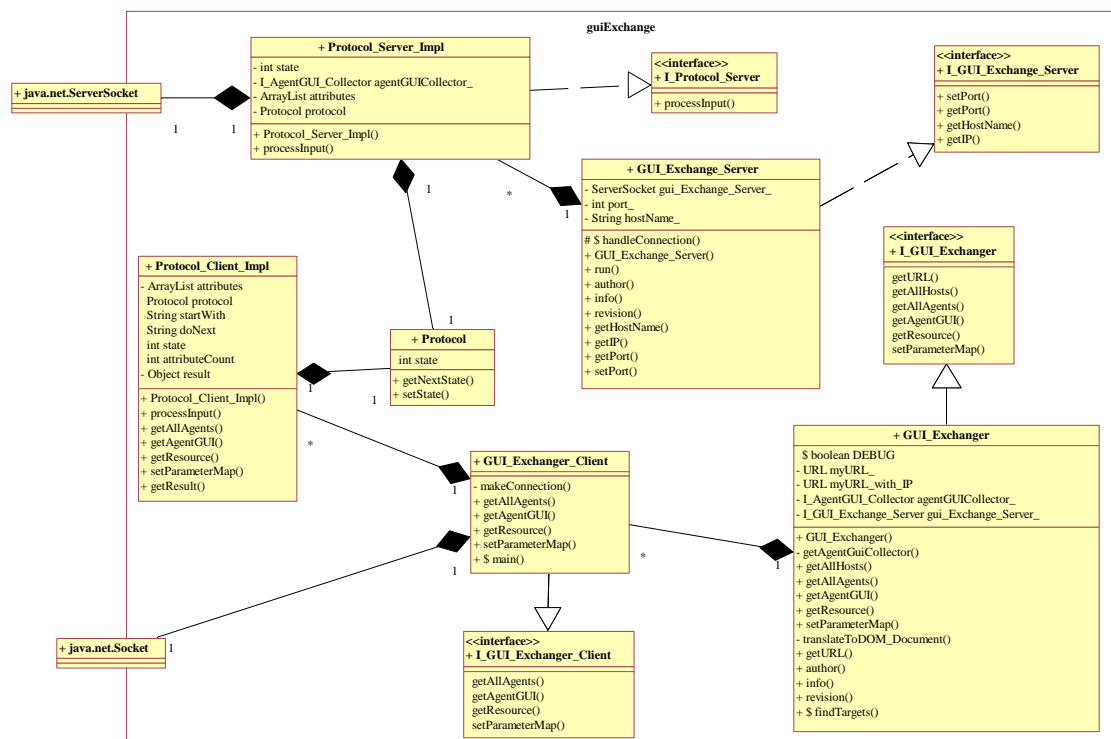 guiExchange
+ Protocol_Server_Impl
- int state
- I_AgentGUI_Collector agentGUICollector_
- ArrayList attributes
- Protocol protocol
+ Protocol_Server_Impl()
+ processInput()
<<interface>>
+ I_Protocol_Server
+ processInput()
<<interface>>
+ I_GUI_Exchange_Server
+ setPort()
+ getPort()
+ getHostName()
+ getIP()
+ java.net.ServerSocket
1
1
1
*
1
+ GUI_Exchange_Server
- ServerSocket gui_Exchange_Server_
- int port_
- String hostName_
# $ handleConnection()
+ GUI_Exchange_Server()
+ run()
+ author()
+ info()
+ revision()
+ getHostName()
+ getIP()
+ getPort()
+ setPort()
<<interface>>
+ I_GUI_Exchanger
getURL()
getAllHosts()
getAllAgents()
getAgentGUI()
getResource()
setParameterMap()
+ Protocol_Client_Impl
- ArrayList attributes
Protocol protocol
String startWith
String doNext
int state
int attributeCount
- Object result
+ Protocol_Client_Impl()
+ processInput()
+ getAllAgents()
+ getAgentGUI()
+ getResource()
+ setParameterMap()
+ getResult()
1
+ Protocol
int state
+ getNextState()
+ setState()
1
1
*
1
+ GUI_Exchanger_Client
- makeConnection()
+ getAllAgents()
+ getAgentGUI()
+ getResource()
+ setParameterMap()
+ $ main()
1
*
1
+ GUI_Exchanger
$ boolean DEBUG
- URL myURL_
- URL myURL_with_IP
- I_AgentGUI_Collector agentGUICollector_
- I_GUI_Exchange_Server gui_Exchange_Server_
+ GUI_Exchanger()
- getAgentGuiCollector()
+ getAllHosts()
+ getAllAgents()
+ getAgentGUI()
+ getResource()
+ setParameterMap()
- translateToDOM_Document()
+ getURL()
+ author()
+ info()
+ revision()
+ $ findTargets()
+ java.net.Socket
1
<<interface>>
+ I_GUI_Exchanger_Client
getAllAgents()
getAgentGUI()
getResource()
setParameterMap()